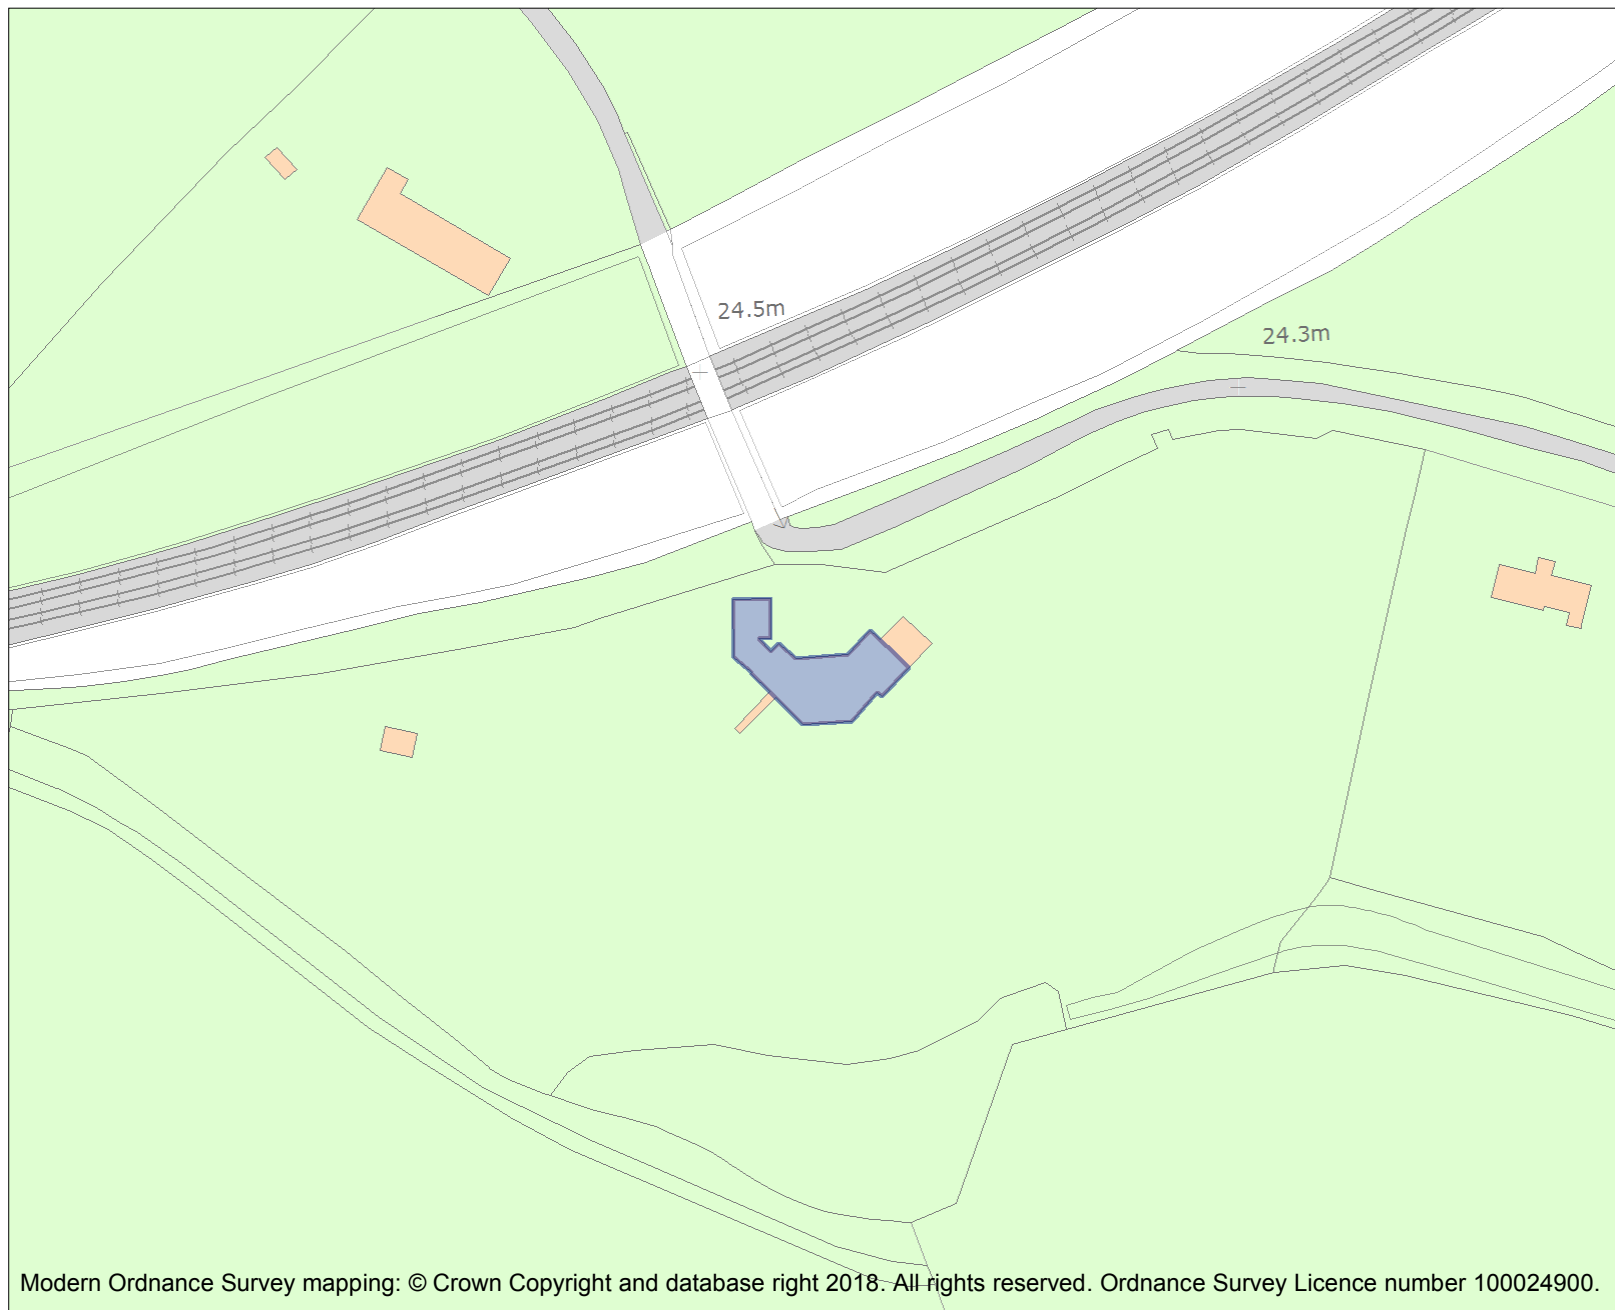 24.5m
24.3m
Modern Ordnance Survey mapping: © Crown Copyright and database right 2018. All rights reserved. Ordnance Survey Licence number 100024900.